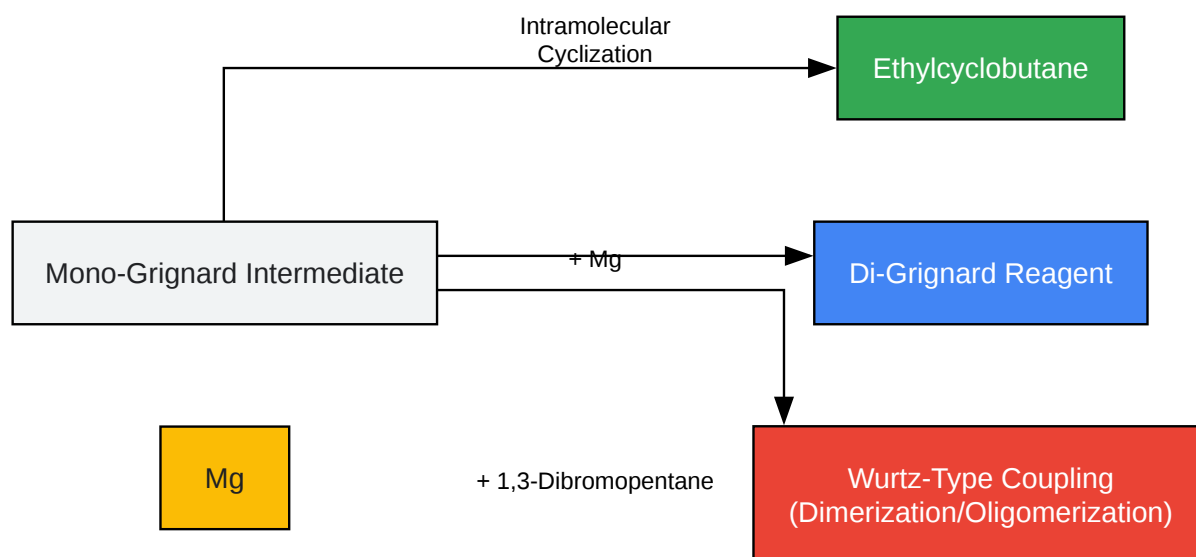 Intramolecular
Cyclization
Ethylcyclobutane
Mono-Grignard Intermediate
+ Mg
Di-Grignard Reagent
Mg
+ 1,3-Dibromopentane
Wurtz-Type Coupling
(Dimerization/Oligomerization)